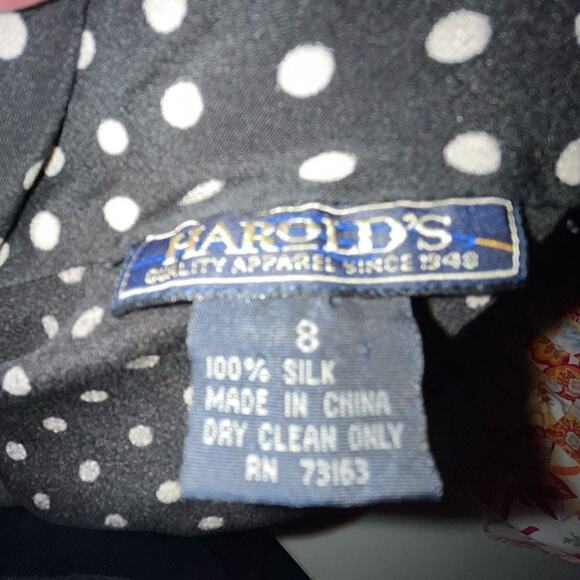 HAROLD'S
QUALITY APPAREL SINCE 1948
8
100% SILK
MADE IN CHINA
DRY CLEAN ONLY
RN 73163